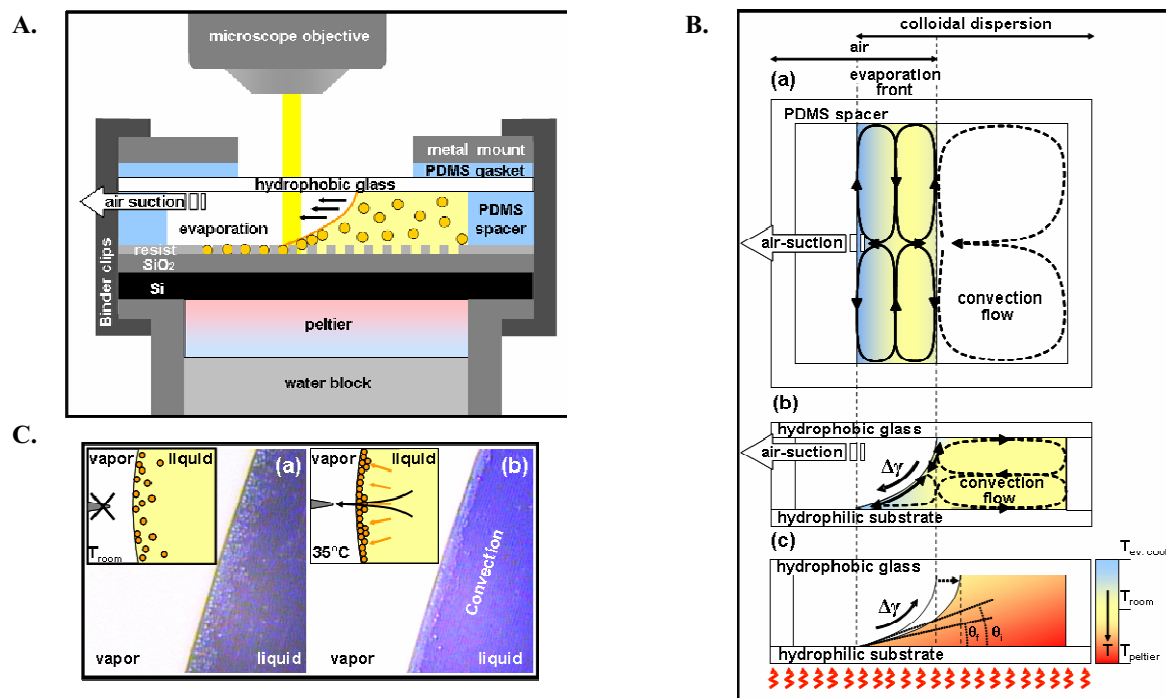 A.
microscope objective
metal mount
PDMS gasket
hydrophobic glass
air suction
evaporation
PDMS
spacer
resist
SiO2
Si
Binder clips
peltier
water block
B.
colloidal dispersion
air
evaporation
front
(a)
PDMS spacer
air-suction
convection
flow
(b)
hydrophobic glass
air-suction
Δγ
convection
flow
hydrophilic substrate
(c)
hydrophobic glass
Δγ
θf
θi
hydrophilic substrate
Tev. cool
Troom
T
Tpeltier
C.
vapor
liquid
Troom
(a)
vapor
liquid
vapor
liquid
35°C
(b)
Convection
vapor
liquid